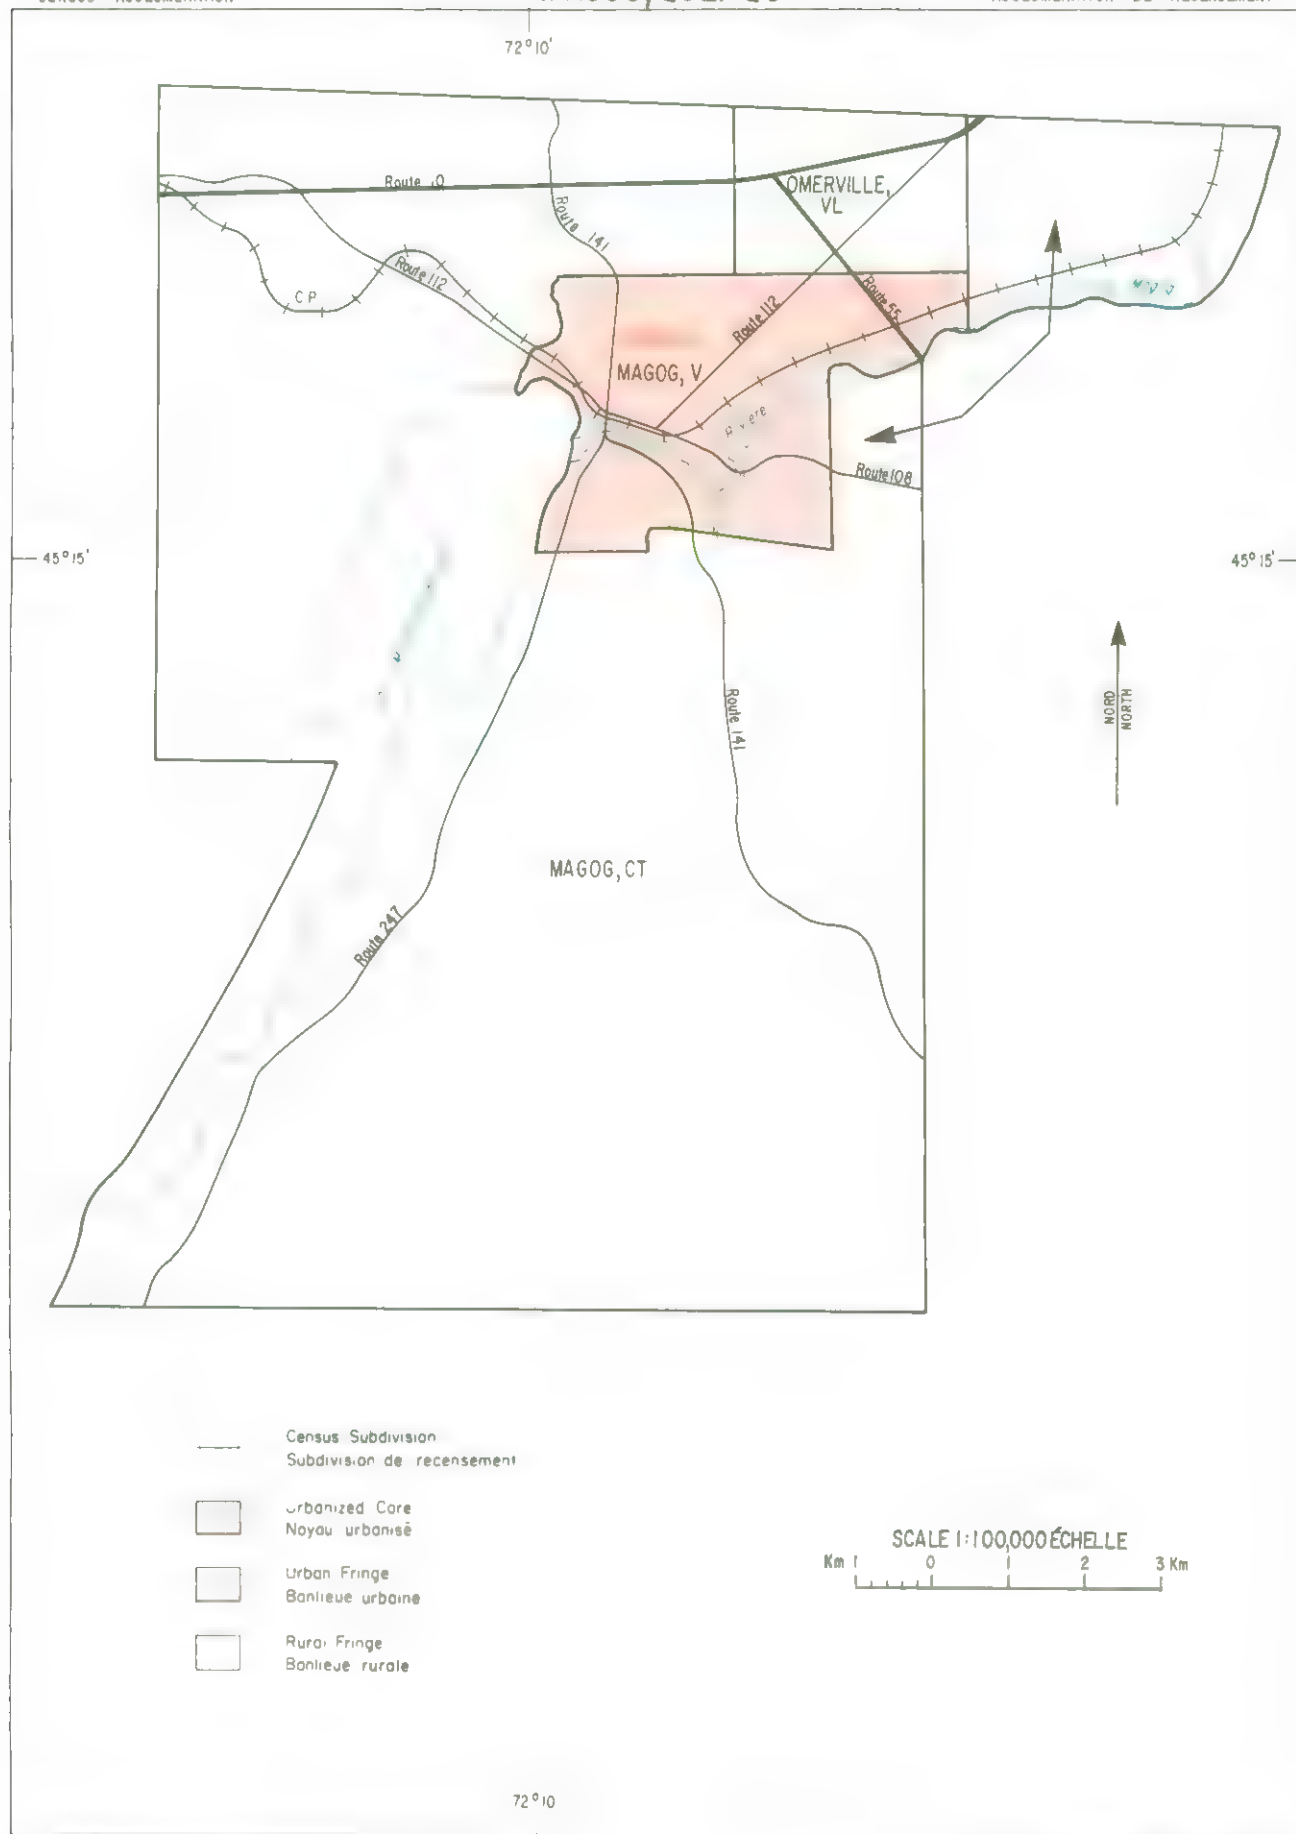 AGGLOMERATION DE RECENSEMENT
72°10'
Route 10
Route 141
OMERVILLE,
VL
Route 112
C P
Route 55
Route 112
MAGOG, V
Route 108
45°15'
45°15'
NORD
NORTH
Route 141
MAGOG, CT
Route 247
Census Subdivision
Subdivision de recensement
Urbanized Core
Noyau urbanisé
Urban Fringe
Banlieue urbaine
Rural Fringe
Banlieue rurale
SCALE 1:100,000 ÉCHELLE
Km 1 0 1 2 3 Km
72°10